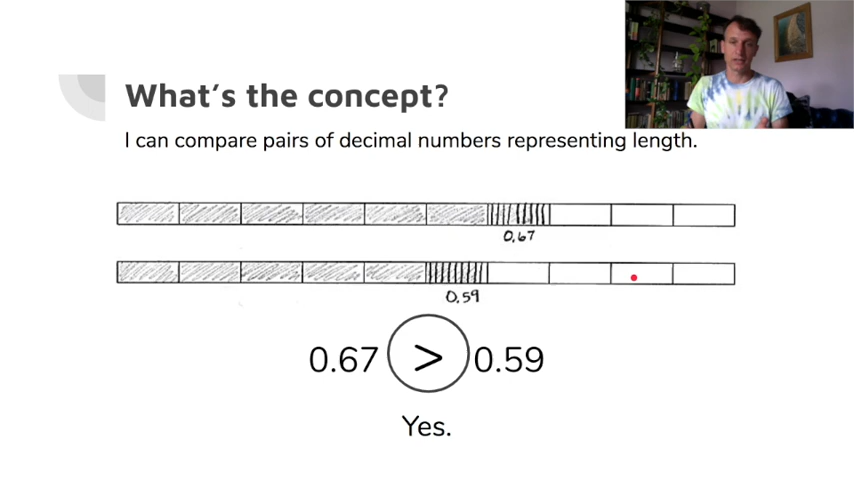 What's the concept?
I can compare pairs of decimal numbers representing length.
0.67
0.59
0.67 > 0.59
Yes.